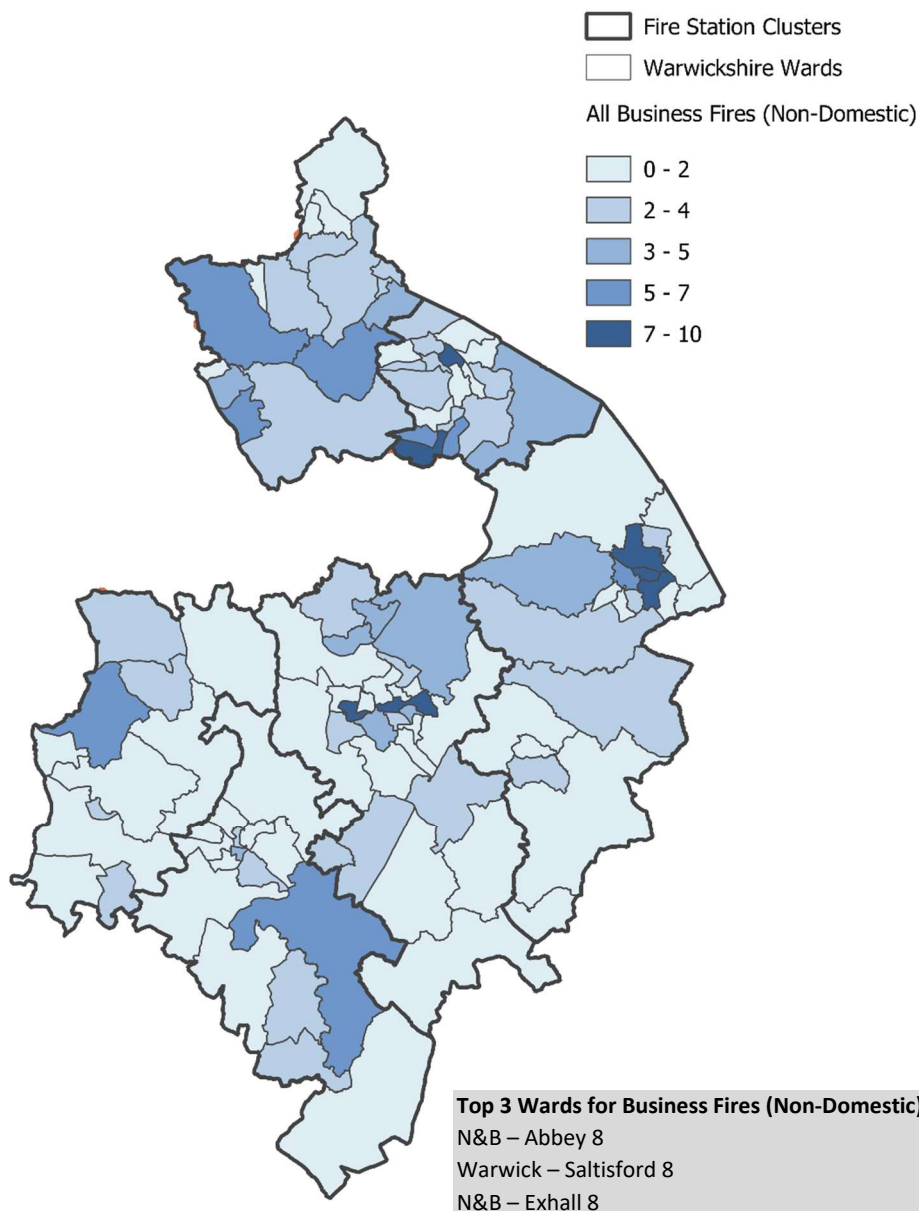 Fire Station Clusters
Warwickshire Wards
All Business Fires (Non-Domestic)
0 - 2
2 - 4
3 - 5
5 - 7
7 - 10
Top 3 Wards for Business Fires (Non-Domestic)
N&B – Abbey 8
Warwick – Saltisford 8
N&B – Exhall 8